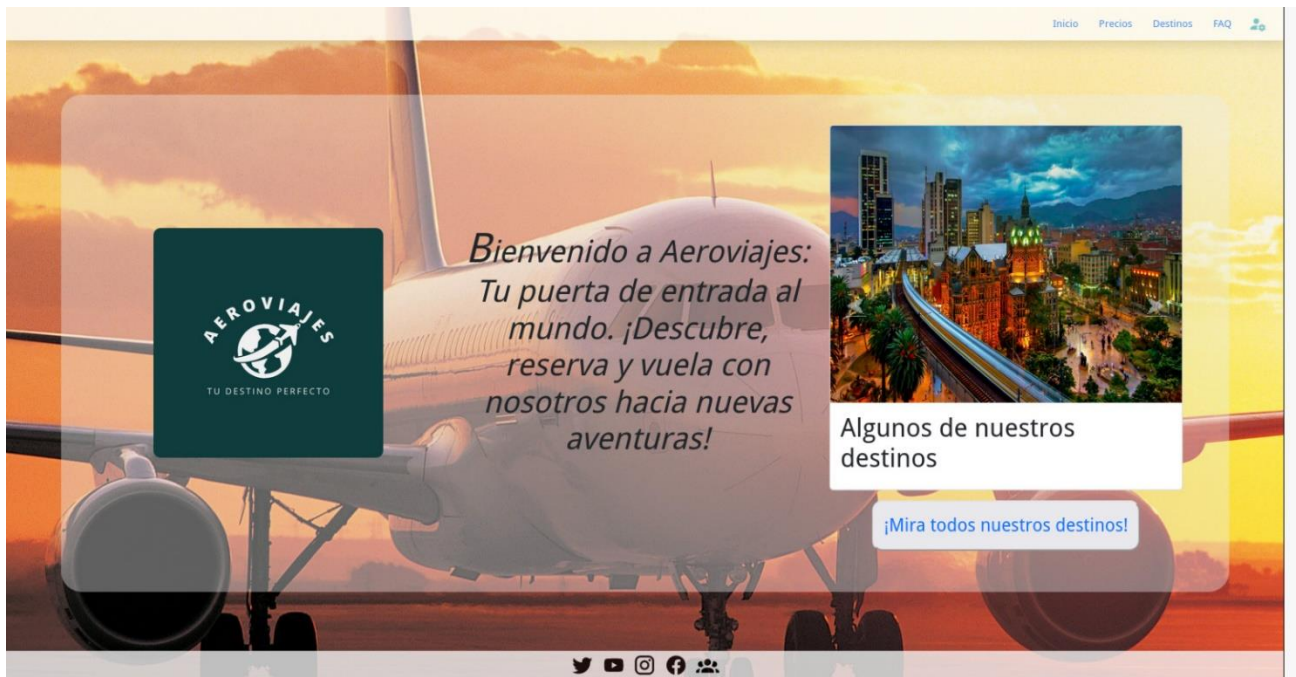 Inicio Precios Destinos FAQ
AEROVIAJES
TU DESTINO PERFECTO
Bienvenido a Aeroviajes:
Tu puerta de entrada al
mundo. ¡Descubre,
reserva y vuela con
nosotros hacia nuevas
aventuras!
Algunos de nuestros
destinos
¡Mira todos nuestros destinos!